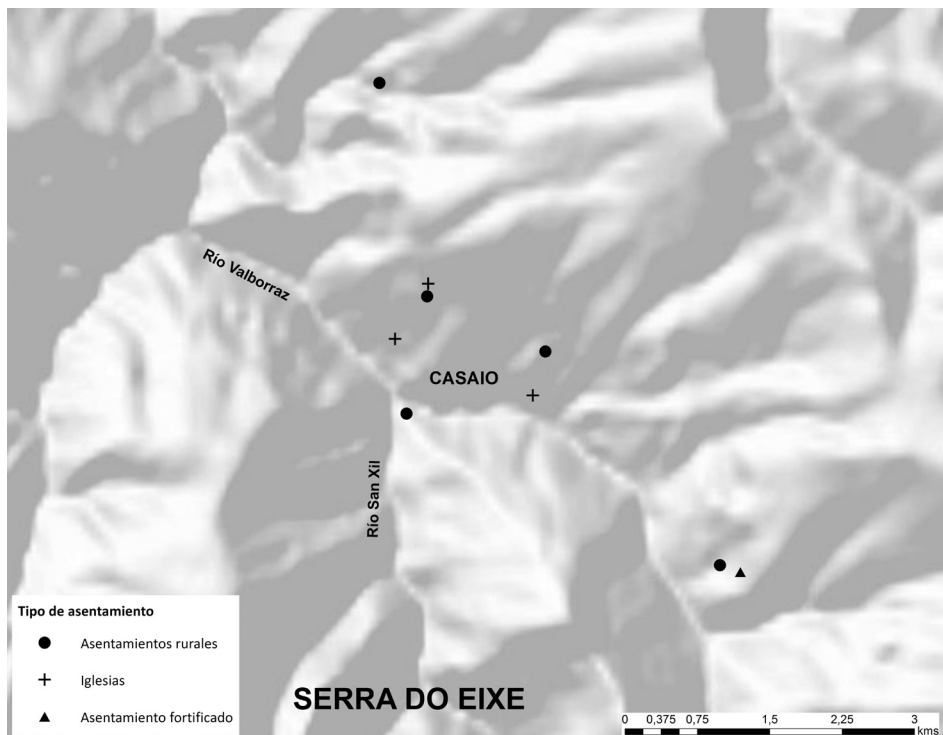 Río Valborraz
CASAIO
Río San Xil
Tipo de asentamiento
Asentamientos rurales
Iglesias
Asentamiento fortificado
SERRA DO EIXE
0 0,375 0,75 1,5 2,25 3
kms